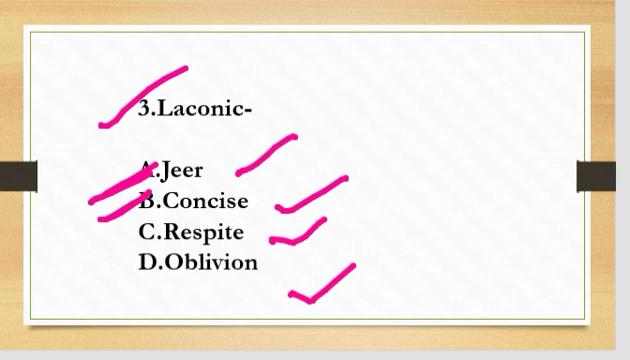 3.Laconic-
A.Jeer
B.Concise
C.Respite
D.Oblivion